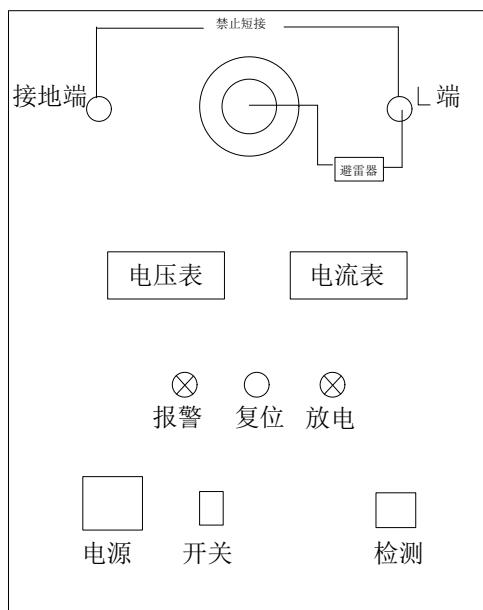 禁止短接
接地端
L端
避雷器
电压表
电流表
报警
复位
放电
电源
开关
检测